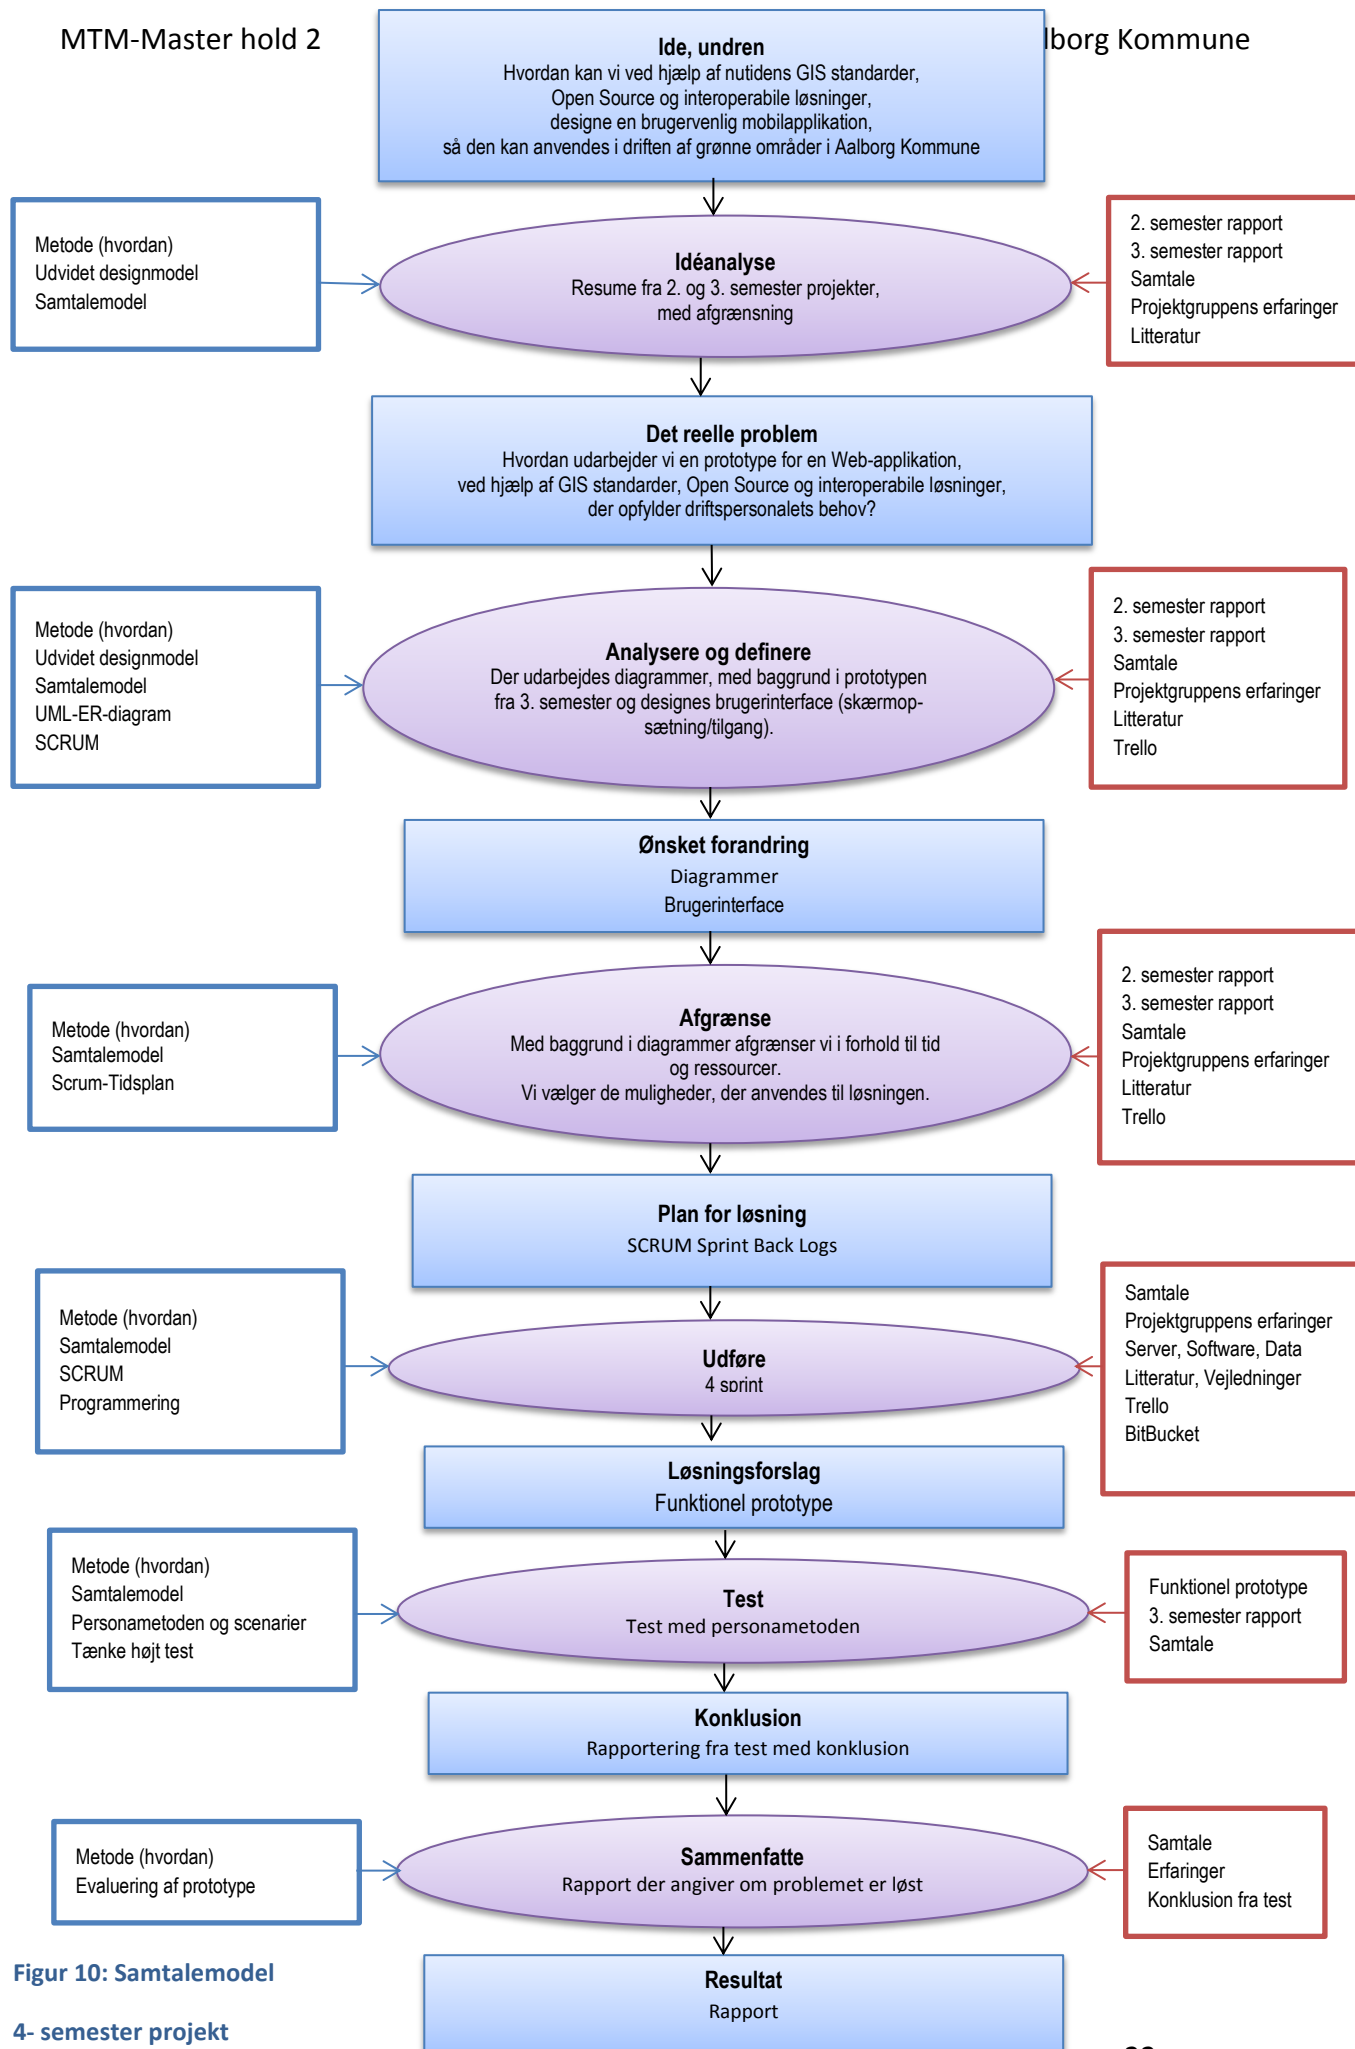 MTM-Master hold 2
lborg Kommune
Ide, undren
Hvordan kan vi ved hjælp af nutidens GIS standarder,
Open Source og interoperabile løsninger,
designe en brugervenlig mobilapplikation,
så den kan anvendes i driften af grønne områder i Aalborg Kommune
Metode (hvordan)
Udvidet designmodel
Samtalemodel
Idéanalyse
Resume fra 2. og 3. semester projekter,
med afgrænsning
2. semester rapport
3. semester rapport
Samtale
Projektgruppens erfaringer
Litteratur
Det reelle problem
Hvordan udarbejder vi en prototype for en Web-applikation,
ved hjælp af GIS standarder, Open Source og interoperabile løsninger,
der opfylder driftspersonalets behov?
Metode (hvordan)
Udvidet designmodel
Samtalemodel
UML-ER-diagram
SCRUM
Analysere og definere
Der udarbejdes diagrammer, med baggrund i prototypen
fra 3. semester og designes brugerinterface (skærmop-
sætning/tilgang).
2. semester rapport
3. semester rapport
Samtale
Projektgruppens erfaringer
Litteratur
Trello
Ønsket forandring
Diagrammer
Brugerinterface
Metode (hvordan)
Samtalemodel
Scrum-Tidsplan
Afgrænse
Med baggrund i diagrammer afgrænser vi i forhold til tid
og ressourcer.
Vi vælger de muligheder, der anvendes til løsningen.
2. semester rapport
3. semester rapport
Samtale
Projektgruppens erfaringer
Litteratur
Trello
Plan for løsning
SCRUM Sprint Back Logs
Metode (hvordan)
Samtalemodel
SCRUM
Programmering
Udføre
4 sprint
Samtale
Projektgruppens erfaringer
Server, Software, Data
Litteratur, Vejledninger
Trello
BitBucket
Løsningsforslag
Funktionel prototype
Metode (hvordan)
Samtalemodel
Personametoden og scenarier
Tænke højt test
Test
Test med personametoden
Funktionel prototype
3. semester rapport
Samtale
Konklusion
Rapportering fra test med konklusion
Metode (hvordan)
Evaluering af prototype
Sammenfatte
Rapport der angiver om problemet er løst
Samtale
Erfaringer
Konklusion fra test
Figur 10: Samtalemodel
Resultat
Rapport
4- semester projekt